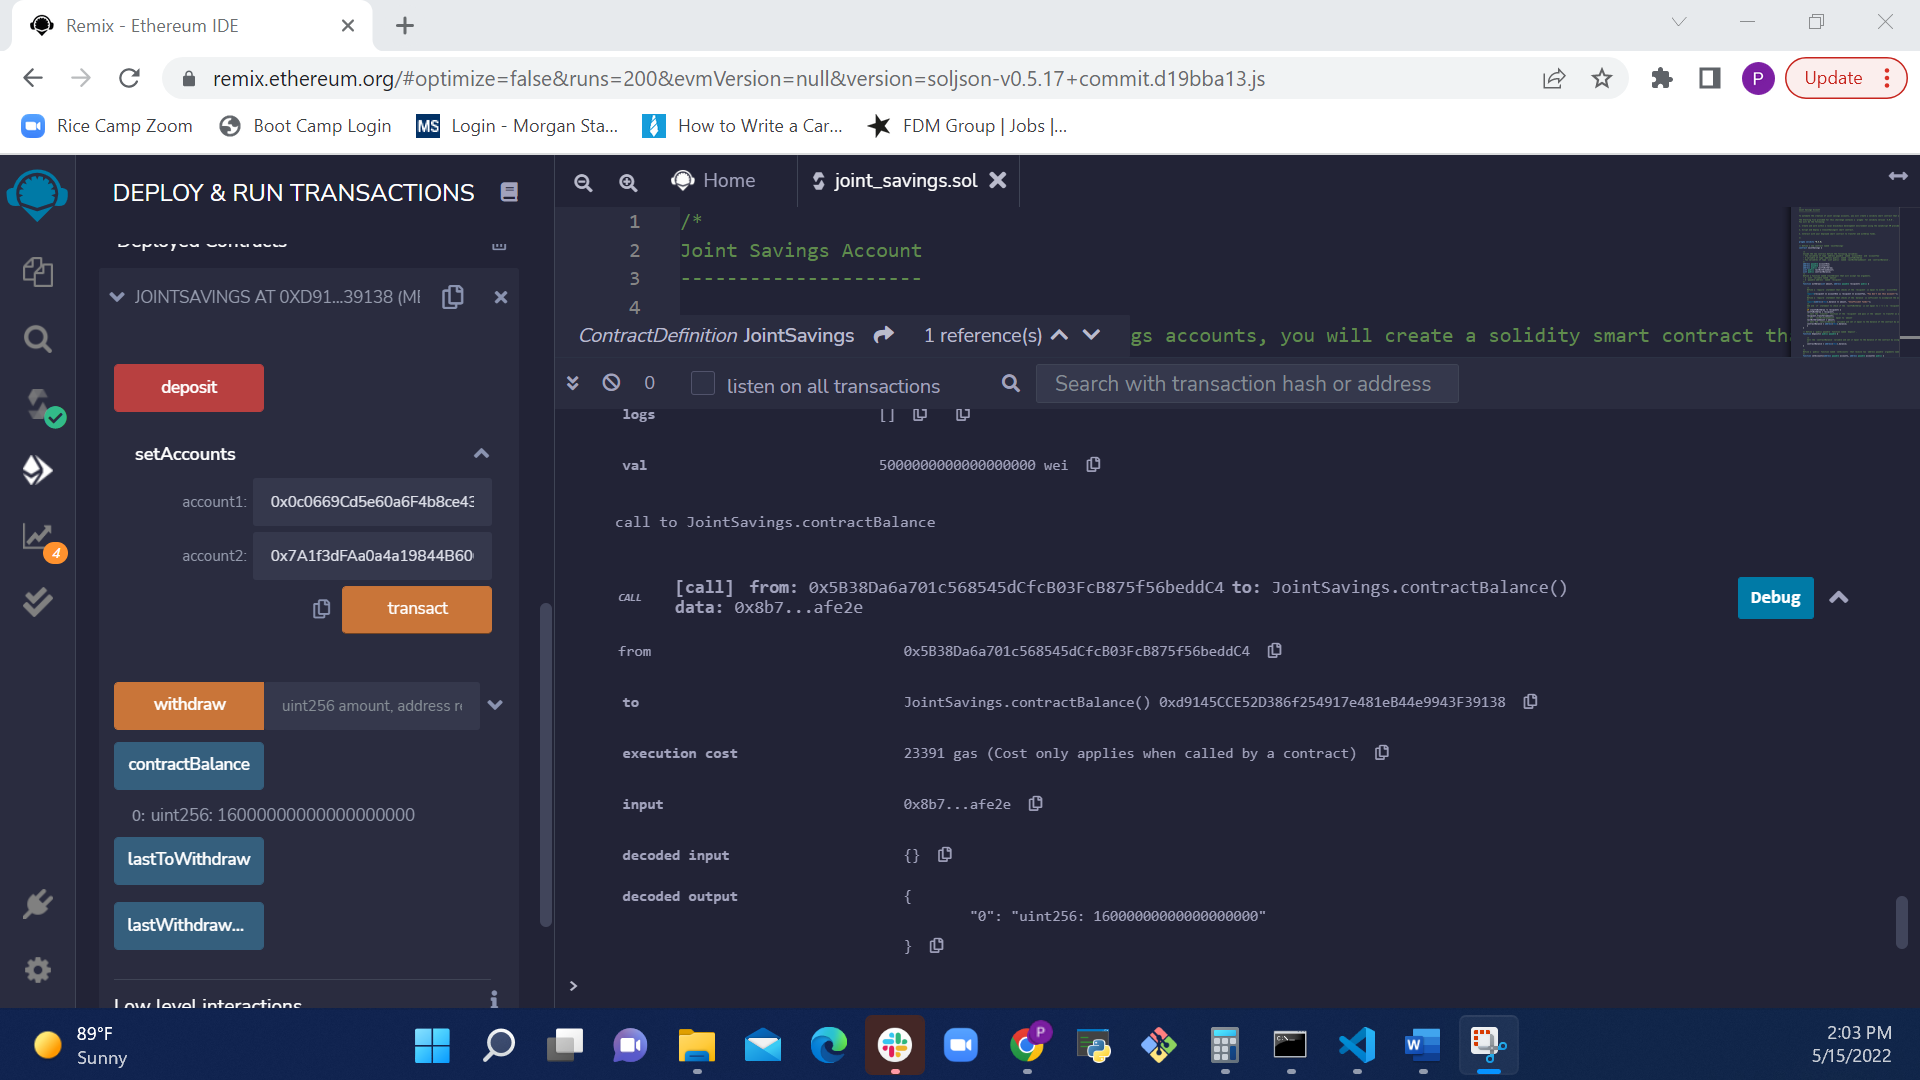 Remix - Ethereum IDE
remix.ethereum.org/#optimize=false&runs=200&evmVersion=null&version=soljson-v0.5.17+commit.d19bba13.js
P
Update
Rice Camp Zoom
Boot Camp Login
MS Login - Morgan Sta...
How to Write a Car...
FDM Group | Jobs |...
DEPLOY & RUN TRANSACTIONS
Deployed Contracts
JOINTSAVINGS AT 0XD91...39138 (ME
deposit
setAccounts
account1: 0x0c0669Cd5e60a6F4b8ce43
account2: 0x7A1f3dFAa0a4a19844B60
transact
withdraw
uint256 amount, address re
contractBalance
0: uint256: 16000000000000000000
lastToWithdraw
lastWithdraw...
Low level interactions
i
4
Home
joint_savings.sol
1 /*
2 Joint Savings Account
3 ---------------------
4
ContractDefinition JointSavings
1 reference(s)
gs accounts, you will create a solidity smart contract th
0
listen on all transactions
Search with transaction hash or address
logs []
val 5000000000000000000 wei
call to JointSavings.contractBalance
CALL
[call] from: 0x5B38Da6a701c568545dCfcB03FcB875f56beddC4 to: JointSavings.contractBalance()
data: 0x8b7...afe2e
Debug
from 0x5B38Da6a701c568545dCfcB03FcB875f56beddC4
to JointSavings.contractBalance() 0xd9145CCE52D386f254917e481eB44e9943F39138
execution cost 23391 gas (Cost only applies when called by a contract)
input 0x8b7...afe2e
decoded input {}
decoded output {
"0": "uint256: 16000000000000000000"
}
>
89°F
Sunny
P
2:03 PM
5/15/2022